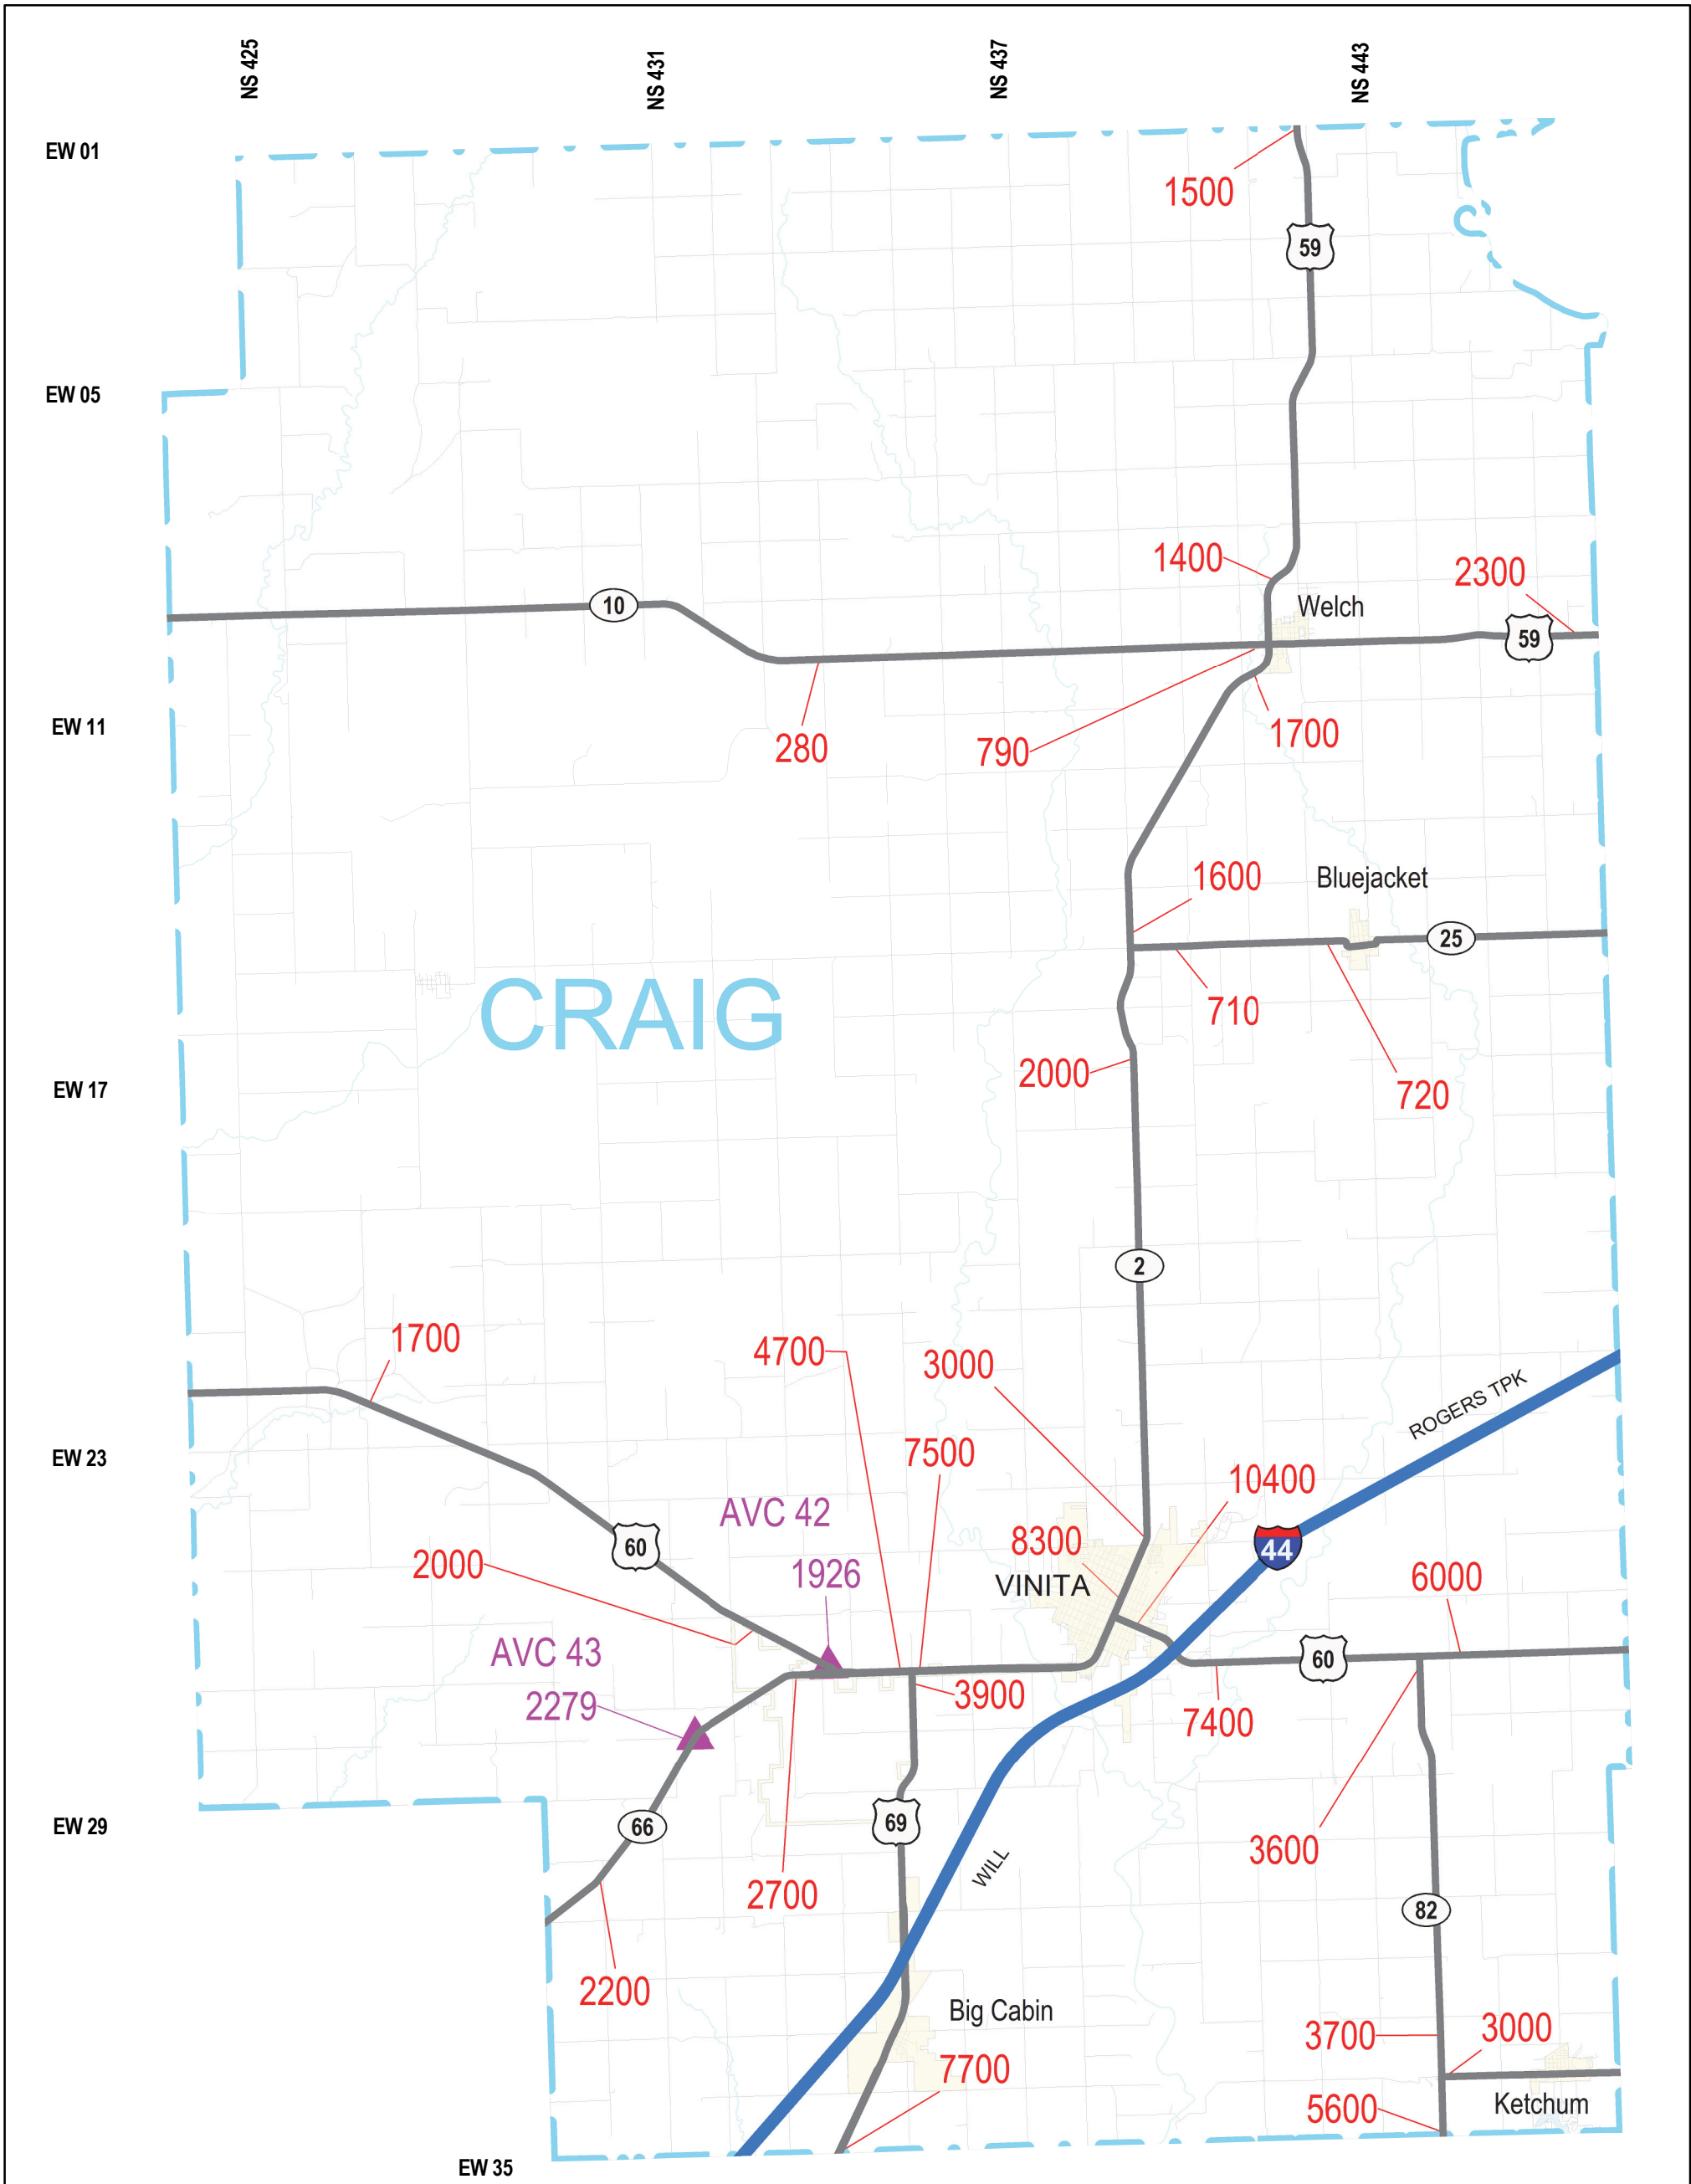 NS 425
NS 431
NS 437
NS 443
EW 01
1500
59
EW 05
1400
2300
10
Welch
59
EW 11
280
790
1700
1600
Bluejacket
25
CRAIG
710
2000
EW 17
720
2
1700
4700
3000
ROGERS TPK
EW 23
7500
10400
AVC 42
8300
44
60
2000
1926
VINITA
6000
AVC 43
60
2279
3900
7400
EW 29
66
69
3600
WILL
2700
82
2200
Big Cabin
3700
3000
7700
5600
Ketchum
EW 35